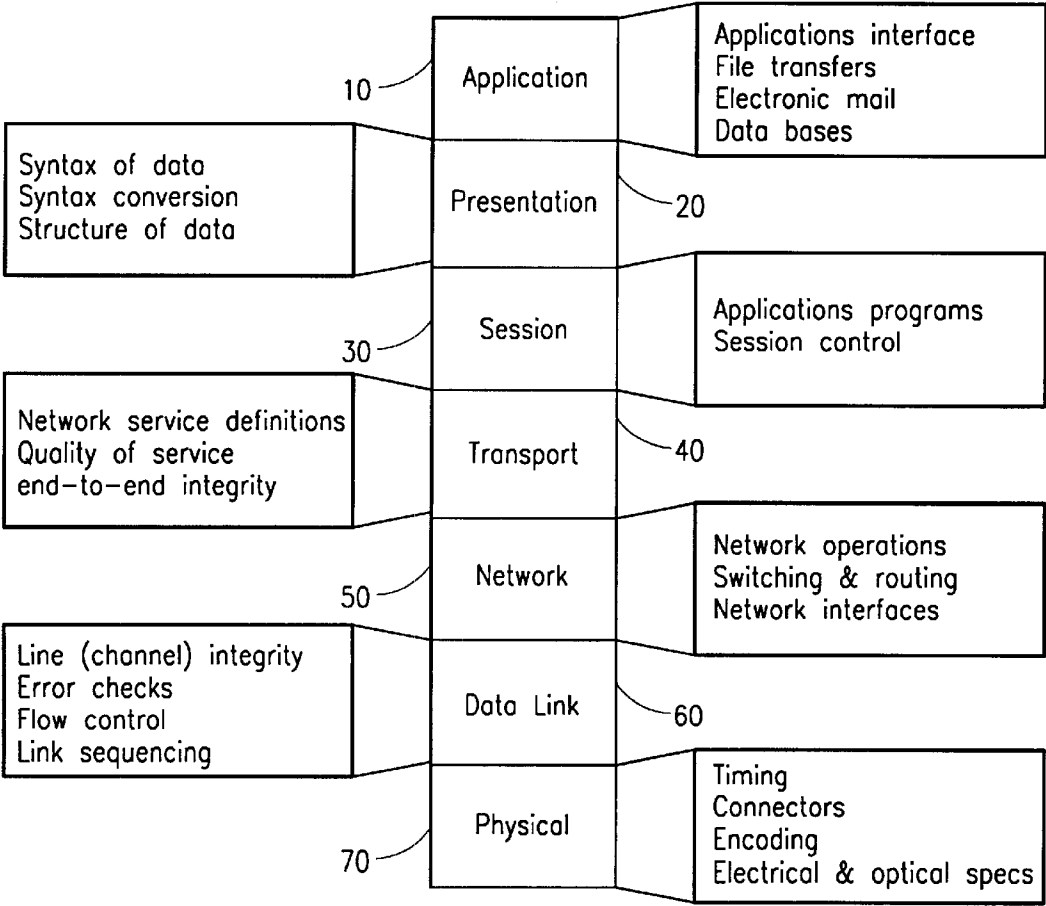 10
Application
Applications interface
File transfers
Electronic mail
Data bases
Syntax of data
Syntax conversion
Structure of data
Presentation
20
30
Session
Applications programs
Session control
Network service definitions
Quality of service
end-to-end integrity
Transport
40
50
Network
Network operations
Switching & routing
Network interfaces
Line (channel) integrity
Error checks
Flow control
Link sequencing
Data Link
60
70
Physical
Timing
Connectors
Encoding
Electrical & optical specs